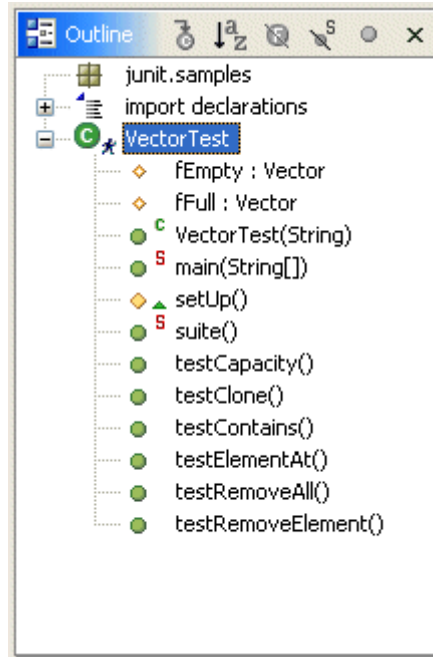 Outline
junit.samples
import declarations
VectorTest
fEmpty : Vector
fFull : Vector
VectorTest(String)
main(String[])
setUp()
suite()
testCapacity()
testClone()
testContains()
testElementAt()
testRemoveAll()
testRemoveElement()